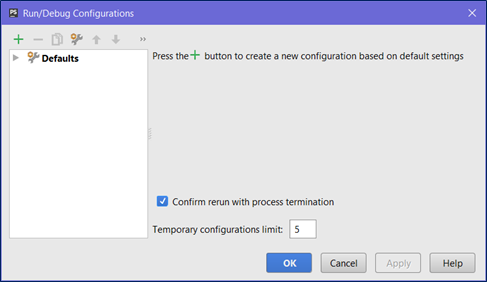 PS Run/Debug Configurations
Defaults
Press the + button to create a new configuration based on default settings
Confirm rerun with process termination
Temporary configurations limit: 5
OK Cancel Apply Help